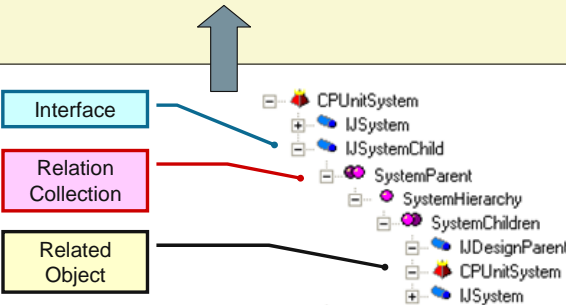 CPUnitSystem
Interface
IJSystem
IJSystemChild
Relation
Collection
SystemParent
SystemHierarchy
SystemChildren
Related
Object
IJDesignParent
CPUnitSystem
IJSystem